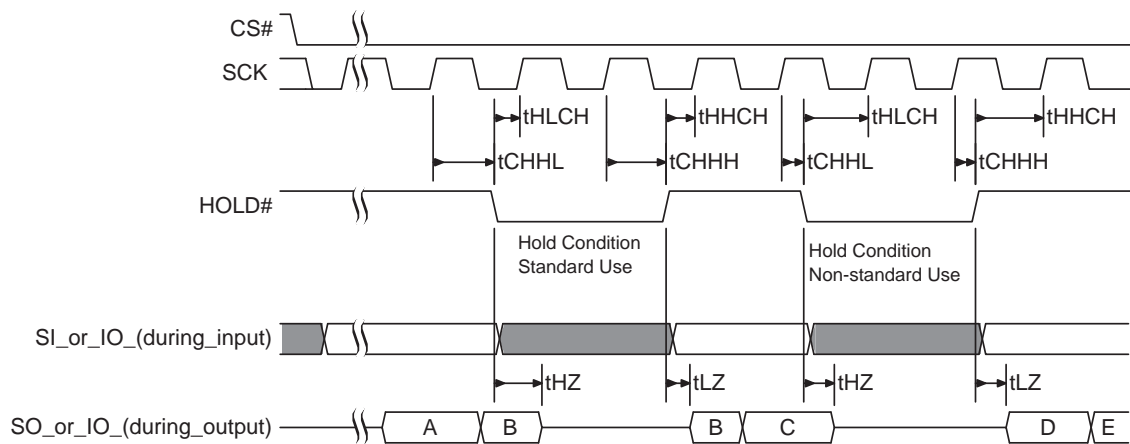 CS#
SCK
tHLCH tHHCH tHLCH tHHCH
tCHHL tCHHH tCHHL tCHHH
HOLD#
Hold Condition
Standard Use
Hold Condition
Non-standard Use
SI_or_IO_(during_input)
tHZ tLZ tHZ tLZ
SO_or_IO_(during_output) A B B C D E